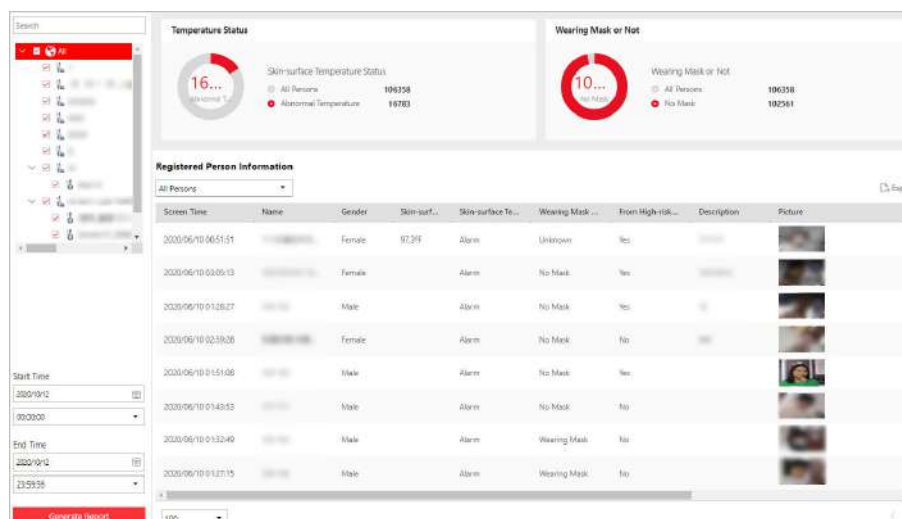 Search
All
Start Time
2020/10/12
00:00:00
End Time
2020/10/12
23:59:59
Generate Report
Temperature Status
16...
Abnormal T...
Skin-surface Temperature Status
All Persons 106358
Abnormal Temperature 16783
Wearing Mask or Not
10...
No Mask
Wearing Mask or Not
All Persons 106358
No Mask 102561
Registered Person Information
All Persons
Screen Time Name Gender Skin-surf... Skin-surface Te... Wearing Mask ... From High-risk... Description Picture
2020/06/10 00:51:51 Female Alarm Unknown Yes
2020/06/10 03:05:13 Female Alarm No Mask Yes
2020/06/10 01:28:27 Male Alarm No Mask Yes
2020/06/10 02:39:28 Female Alarm No Mask No
2020/06/10 01:51:08 Male Alarm No Mask Yes
2020/06/10 01:43:53 Male Alarm No Mask No
2020/06/10 01:32:49 Male Alarm Wearing Mask No
2020/06/10 01:27:15 Male Alarm Wearing Mask No
100